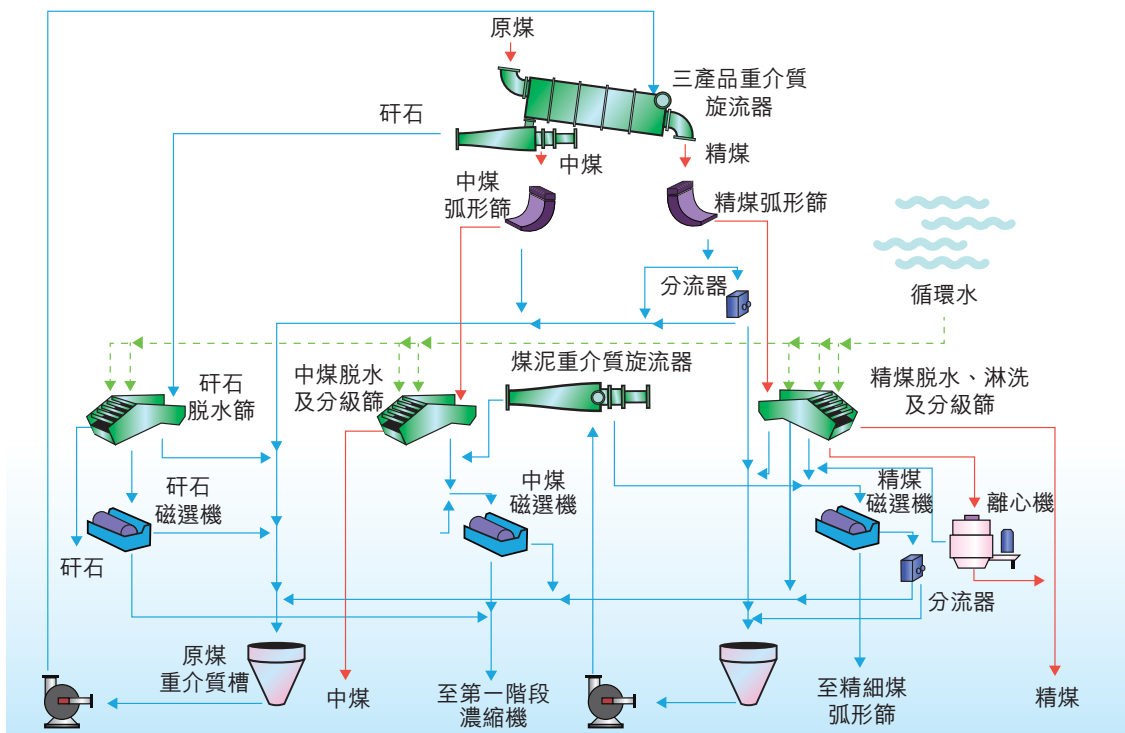 原煤
三產品重介質
旋流器
矸石
中煤
精煤
中煤
弧形篩
精煤弧形篩
分流器
循環水
煤泥重介質旋流器
矸石
脫水篩
中煤脫水
及分級篩
精煤脫水、淋洗
及分級篩
矸石
磁選機
中煤
磁選機
精煤
磁選機
離心機
矸石
分流器
原煤
重介質槽
中煤
至第一階段
濃縮機
至精細煤
弧形篩
精煤